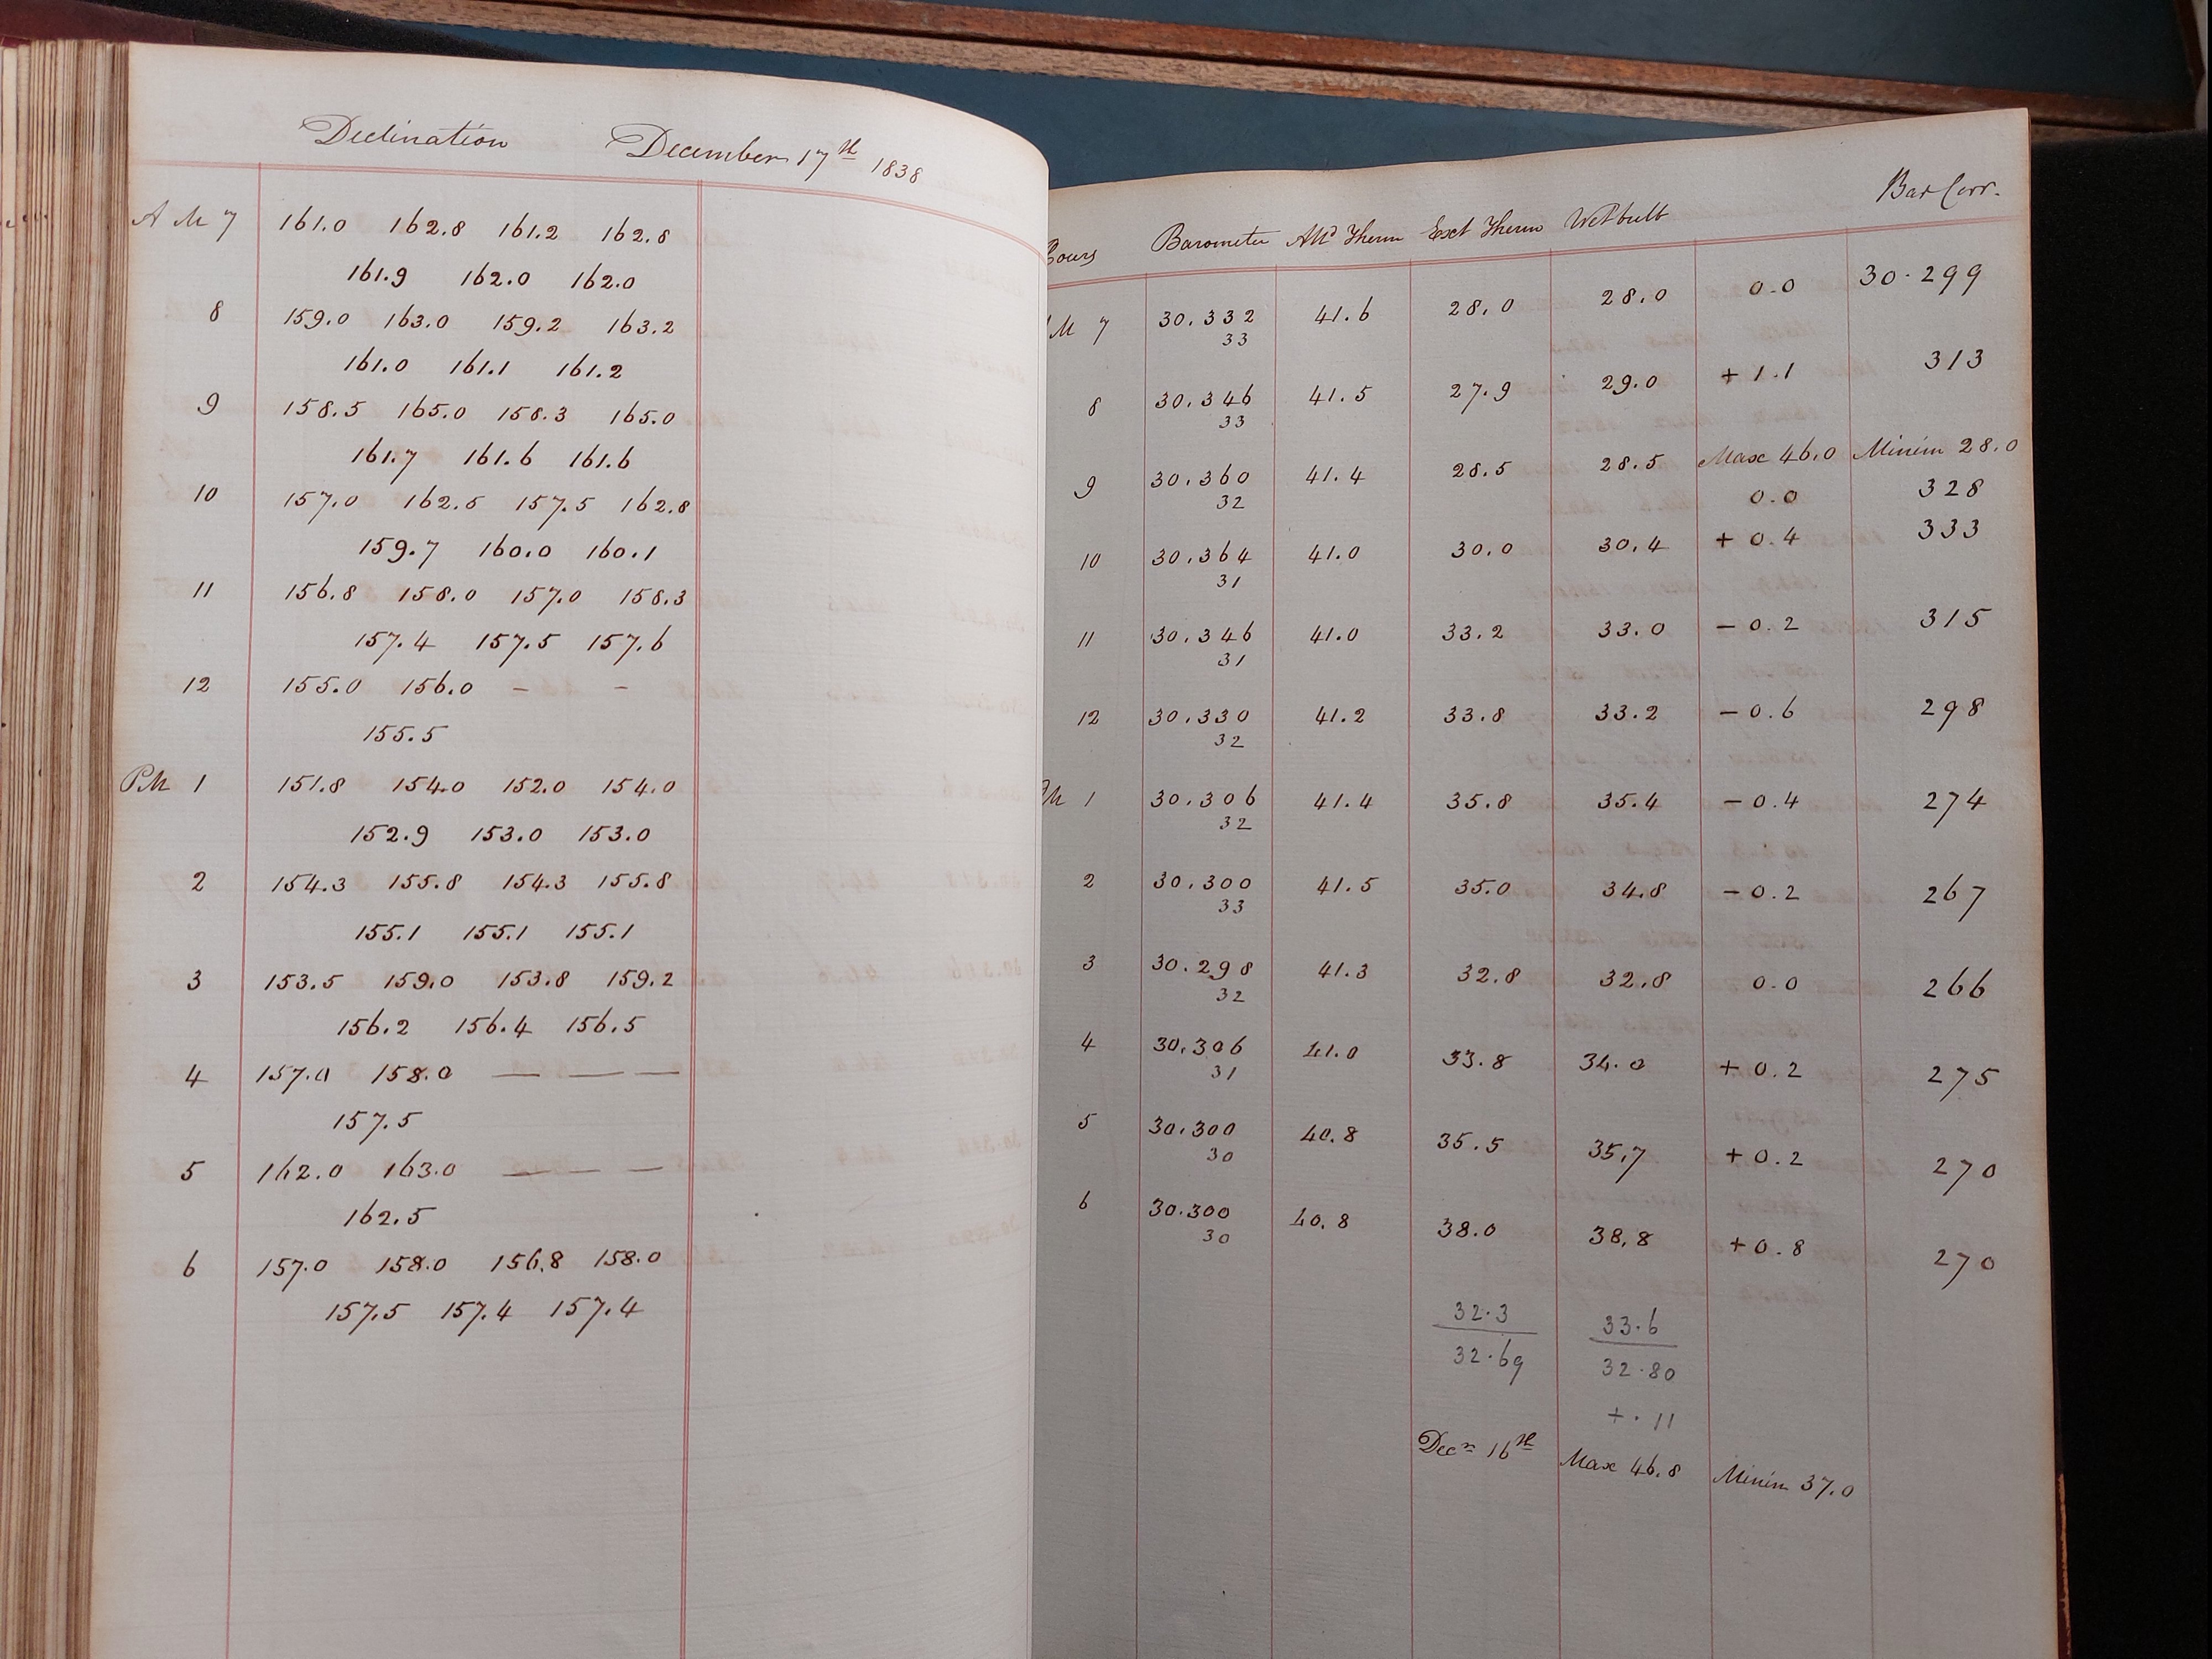 Declination December 17th 1838
A M 7 161.0 162.8 161.2 162.8
161.9 162.0 162.0
8 159.0 163.0 159.2 163.2
161.0 161.1 161.2
9 158.5 165.0 158.3 165.0
161.7 161.6 161.6
10 157.0 162.5 157.5 162.8
159.7 160.0 160.1
11 156.8 158.0 157.0 158.3
157.4 157.5 157.6
12 155.0 156.0 – –
155.5
PM 1 151.8 154.0 152.0 154.0
152.9 153.0 153.0
2 154.3 155.8 154.3 155.8
155.1 155.1 155.1
3 153.5 159.0 153.8 159.2
156.2 156.4 156.5
4 157.0 158.0 — — —
157.5
5 162.0 163.0 — — —
162.5
6 157.0 158.0 156.8 158.0
157.5 157.4 157.4
Hours Barometer Attd Therm Ext Therm Wet bulb Bar Corr.
M 7 30.332 41.6 28.0 28.0 0.0 30.299
33
8 30.346 41.5 27.9 29.0 + 1.1 313
33
Max 46.0 Minim 28.0
9 30.360 41.4 28.5 28.5 0.0 328
32
10 30.364 41.0 30.0 30.4 + 0.4 333
31
11 30.346 41.0 33.2 33.0 – 0.2 315
31
12 30.330 41.2 33.8 33.2 – 0.6 298
32
PM 1 30.306 41.4 35.8 35.4 – 0.4 274
32
2 30.300 41.5 35.0 34.8 – 0.2 267
33
3 30.298 41.3 32.8 32.8 0.0 266
32
4 30.306 41.0 33.8 34.0 + 0.2 275
31
5 30.300 40.8 35.5 35.7 + 0.2 270
30
6 30.300 40.8 38.0 38.8 + 0.8 270
30
32.3 33.6
32.69 32.80
+ .11
Decr 16th Max 46.8 Minim 37.0